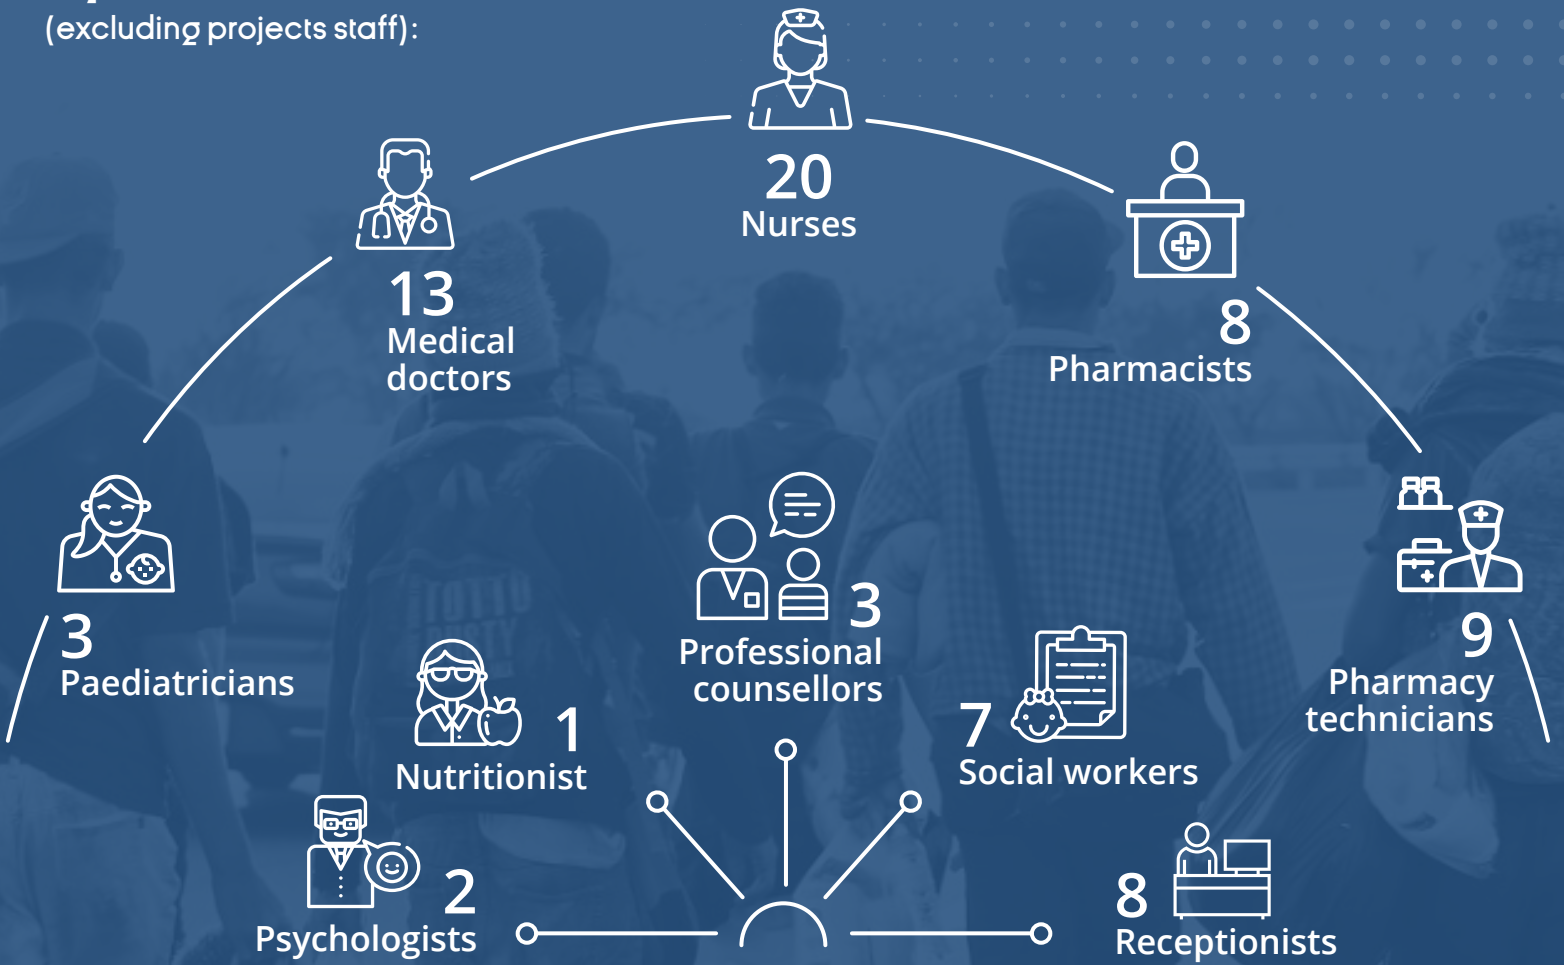 (excluding projects staff):
20
Nurses
13
Medical
doctors
8
Pharmacists
3
Paediatricians
9
Pharmacy
technicians
3
Professional
counsellors
1
Nutritionist
7
Social workers
2
Psychologists
8
Receptionists